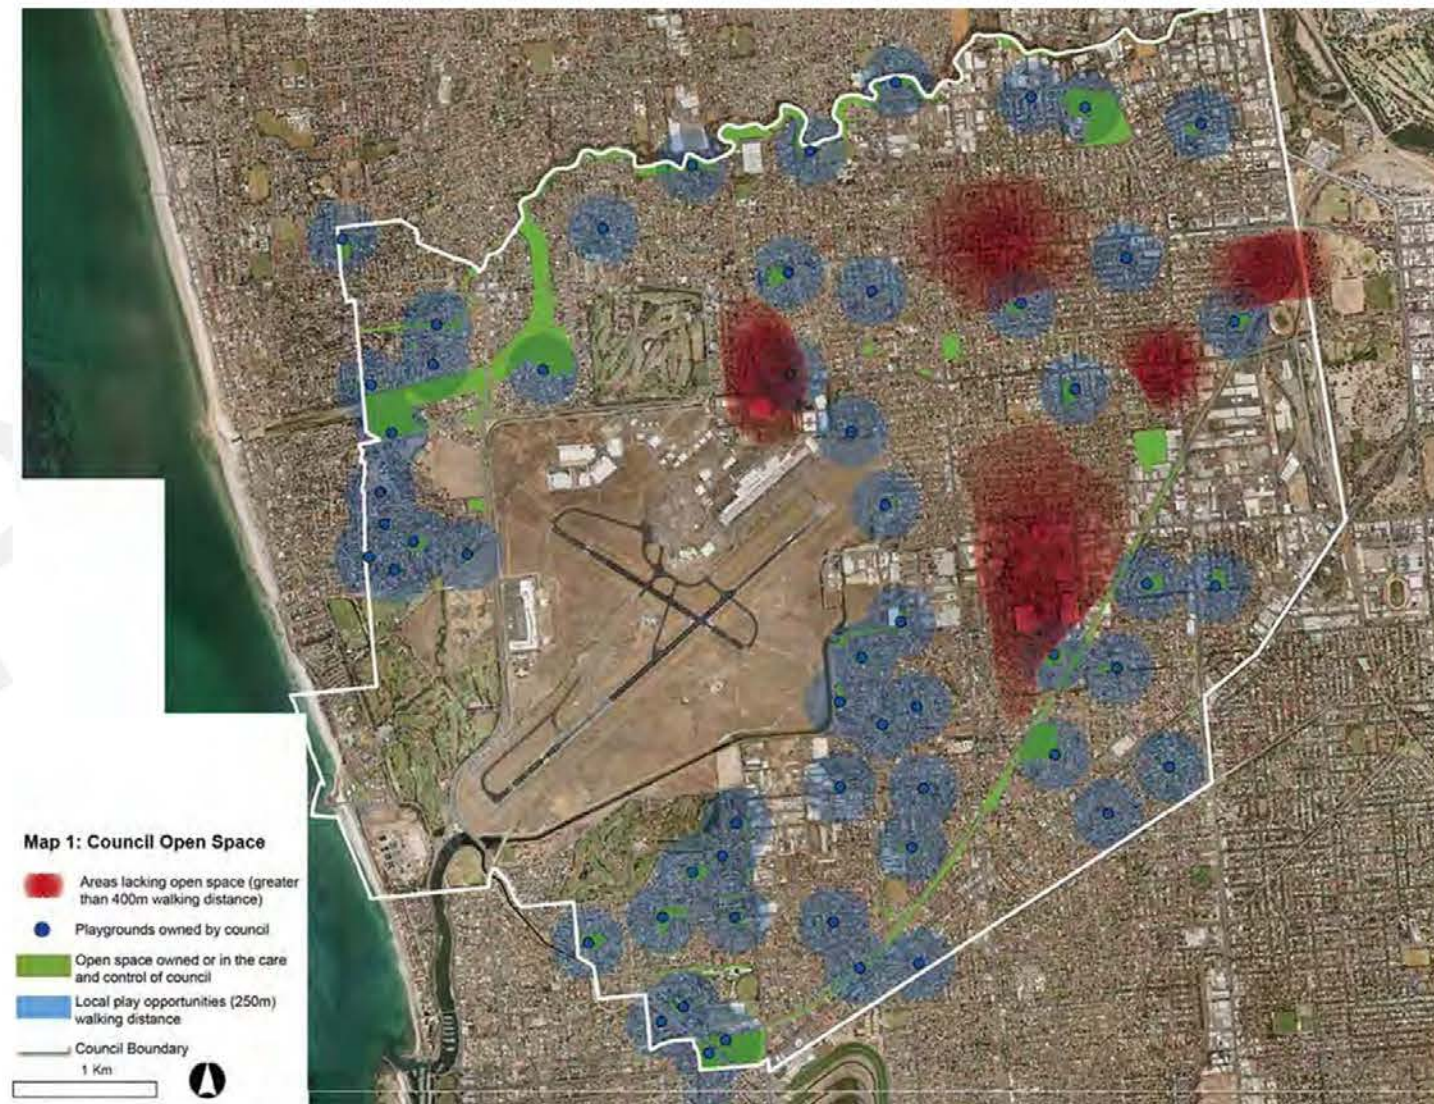 Map 1: Council Open Space
Areas lacking open space (greater
than 400m walking distance)
Playgrounds owned by council
Open space owned or in the care
and control of council
Local play opportunities (250m)
walking distance
Council Boundary
1 Km